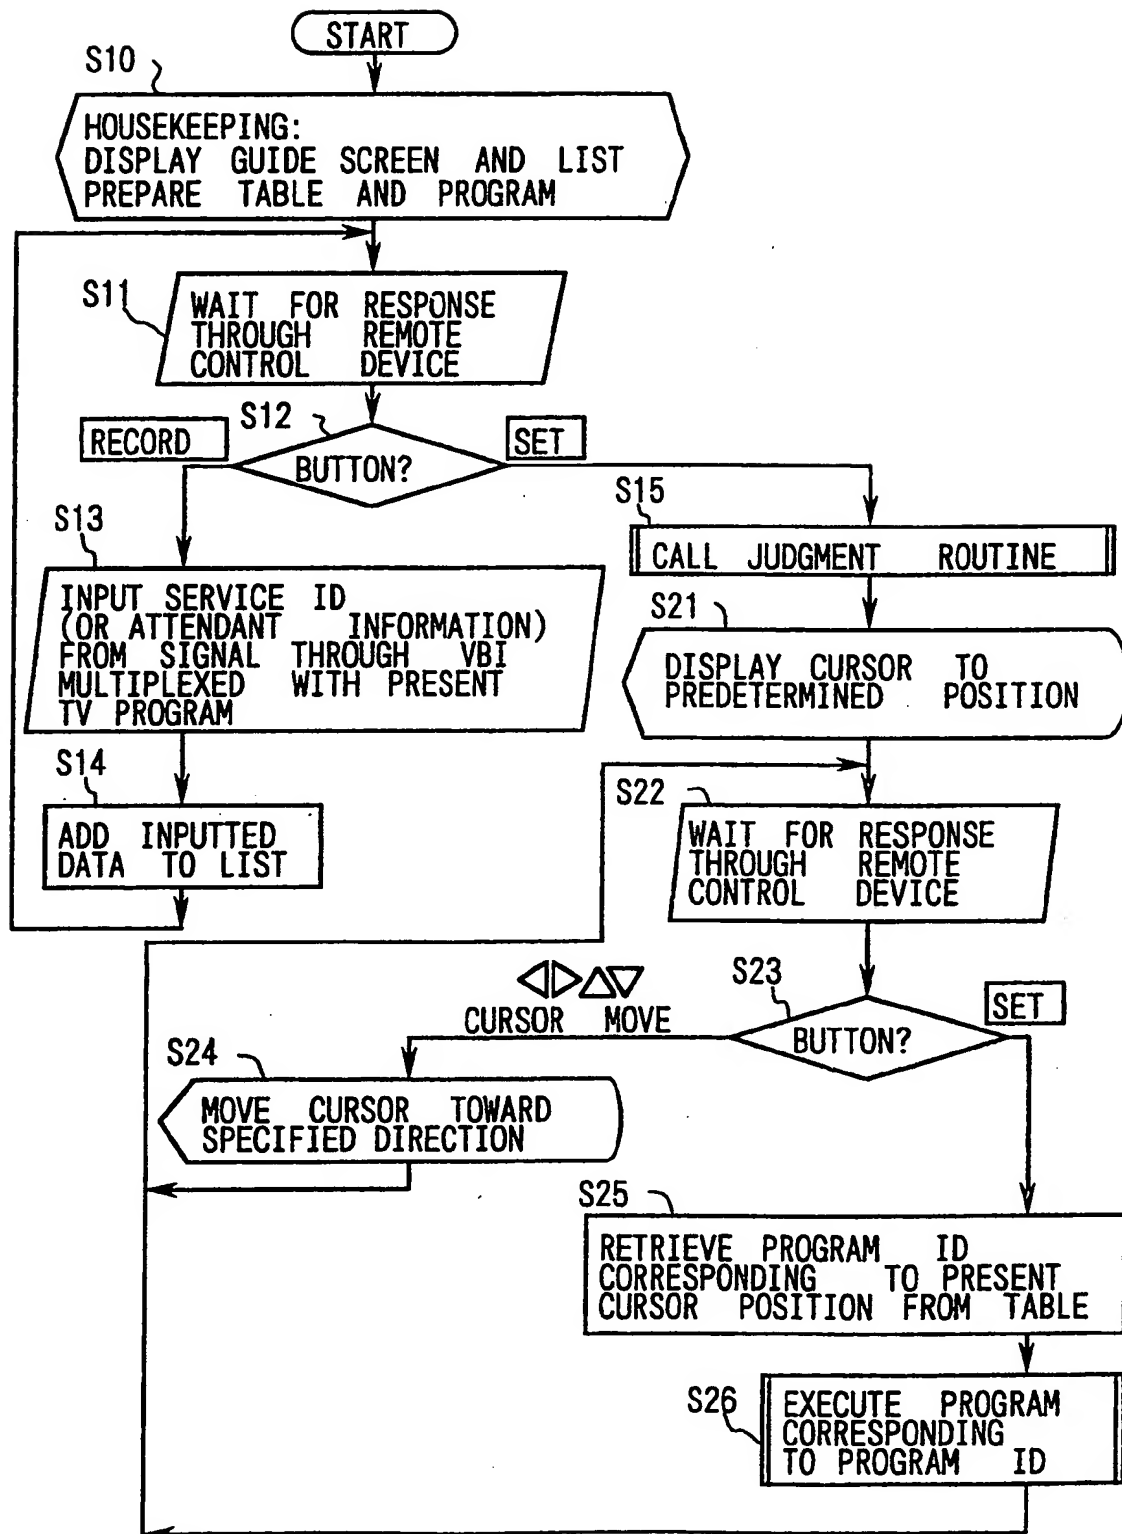 START
S10
HOUSEKEEPING:
DISPLAY GUIDE SCREEN AND LIST
PREPARE TABLE AND PROGRAM
S11
WAIT FOR RESPONSE
THROUGH REMOTE
CONTROL DEVICE
S12
RECORD
BUTTON?
SET
S13
INPUT SERVICE ID
(OR ATTENDANT INFORMATION)
FROM SIGNAL THROUGH VBI
MULTIPLEXED WITH PRESENT
TV PROGRAM
S14
ADD INPUTTED
DATA TO LIST
S15
CALL JUDGMENT ROUTINE
S21
DISPLAY CURSOR TO
PREDETERMINED POSITION
S22
WAIT FOR RESPONSE
THROUGH REMOTE
CONTROL DEVICE
S23
CURSOR MOVE
BUTTON?
SET
S24
MOVE CURSOR TOWARD
SPECIFIED DIRECTION
S25
RETRIEVE PROGRAM ID
CORRESPONDING TO PRESENT
CURSOR POSITION FROM TABLE
S26
EXECUTE PROGRAM
CORRESPONDING
TO PROGRAM ID